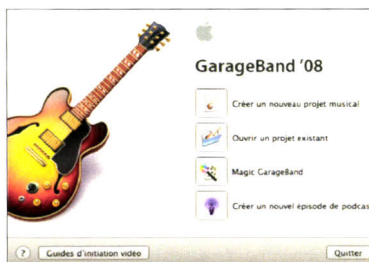 GarageBand '08
Créer un nouveau projet musical
Ouvrir un projet existant
Magic GarageBand
Créer un nouvel épisode de podcas
? Guides d'initiation vidéo Quitter